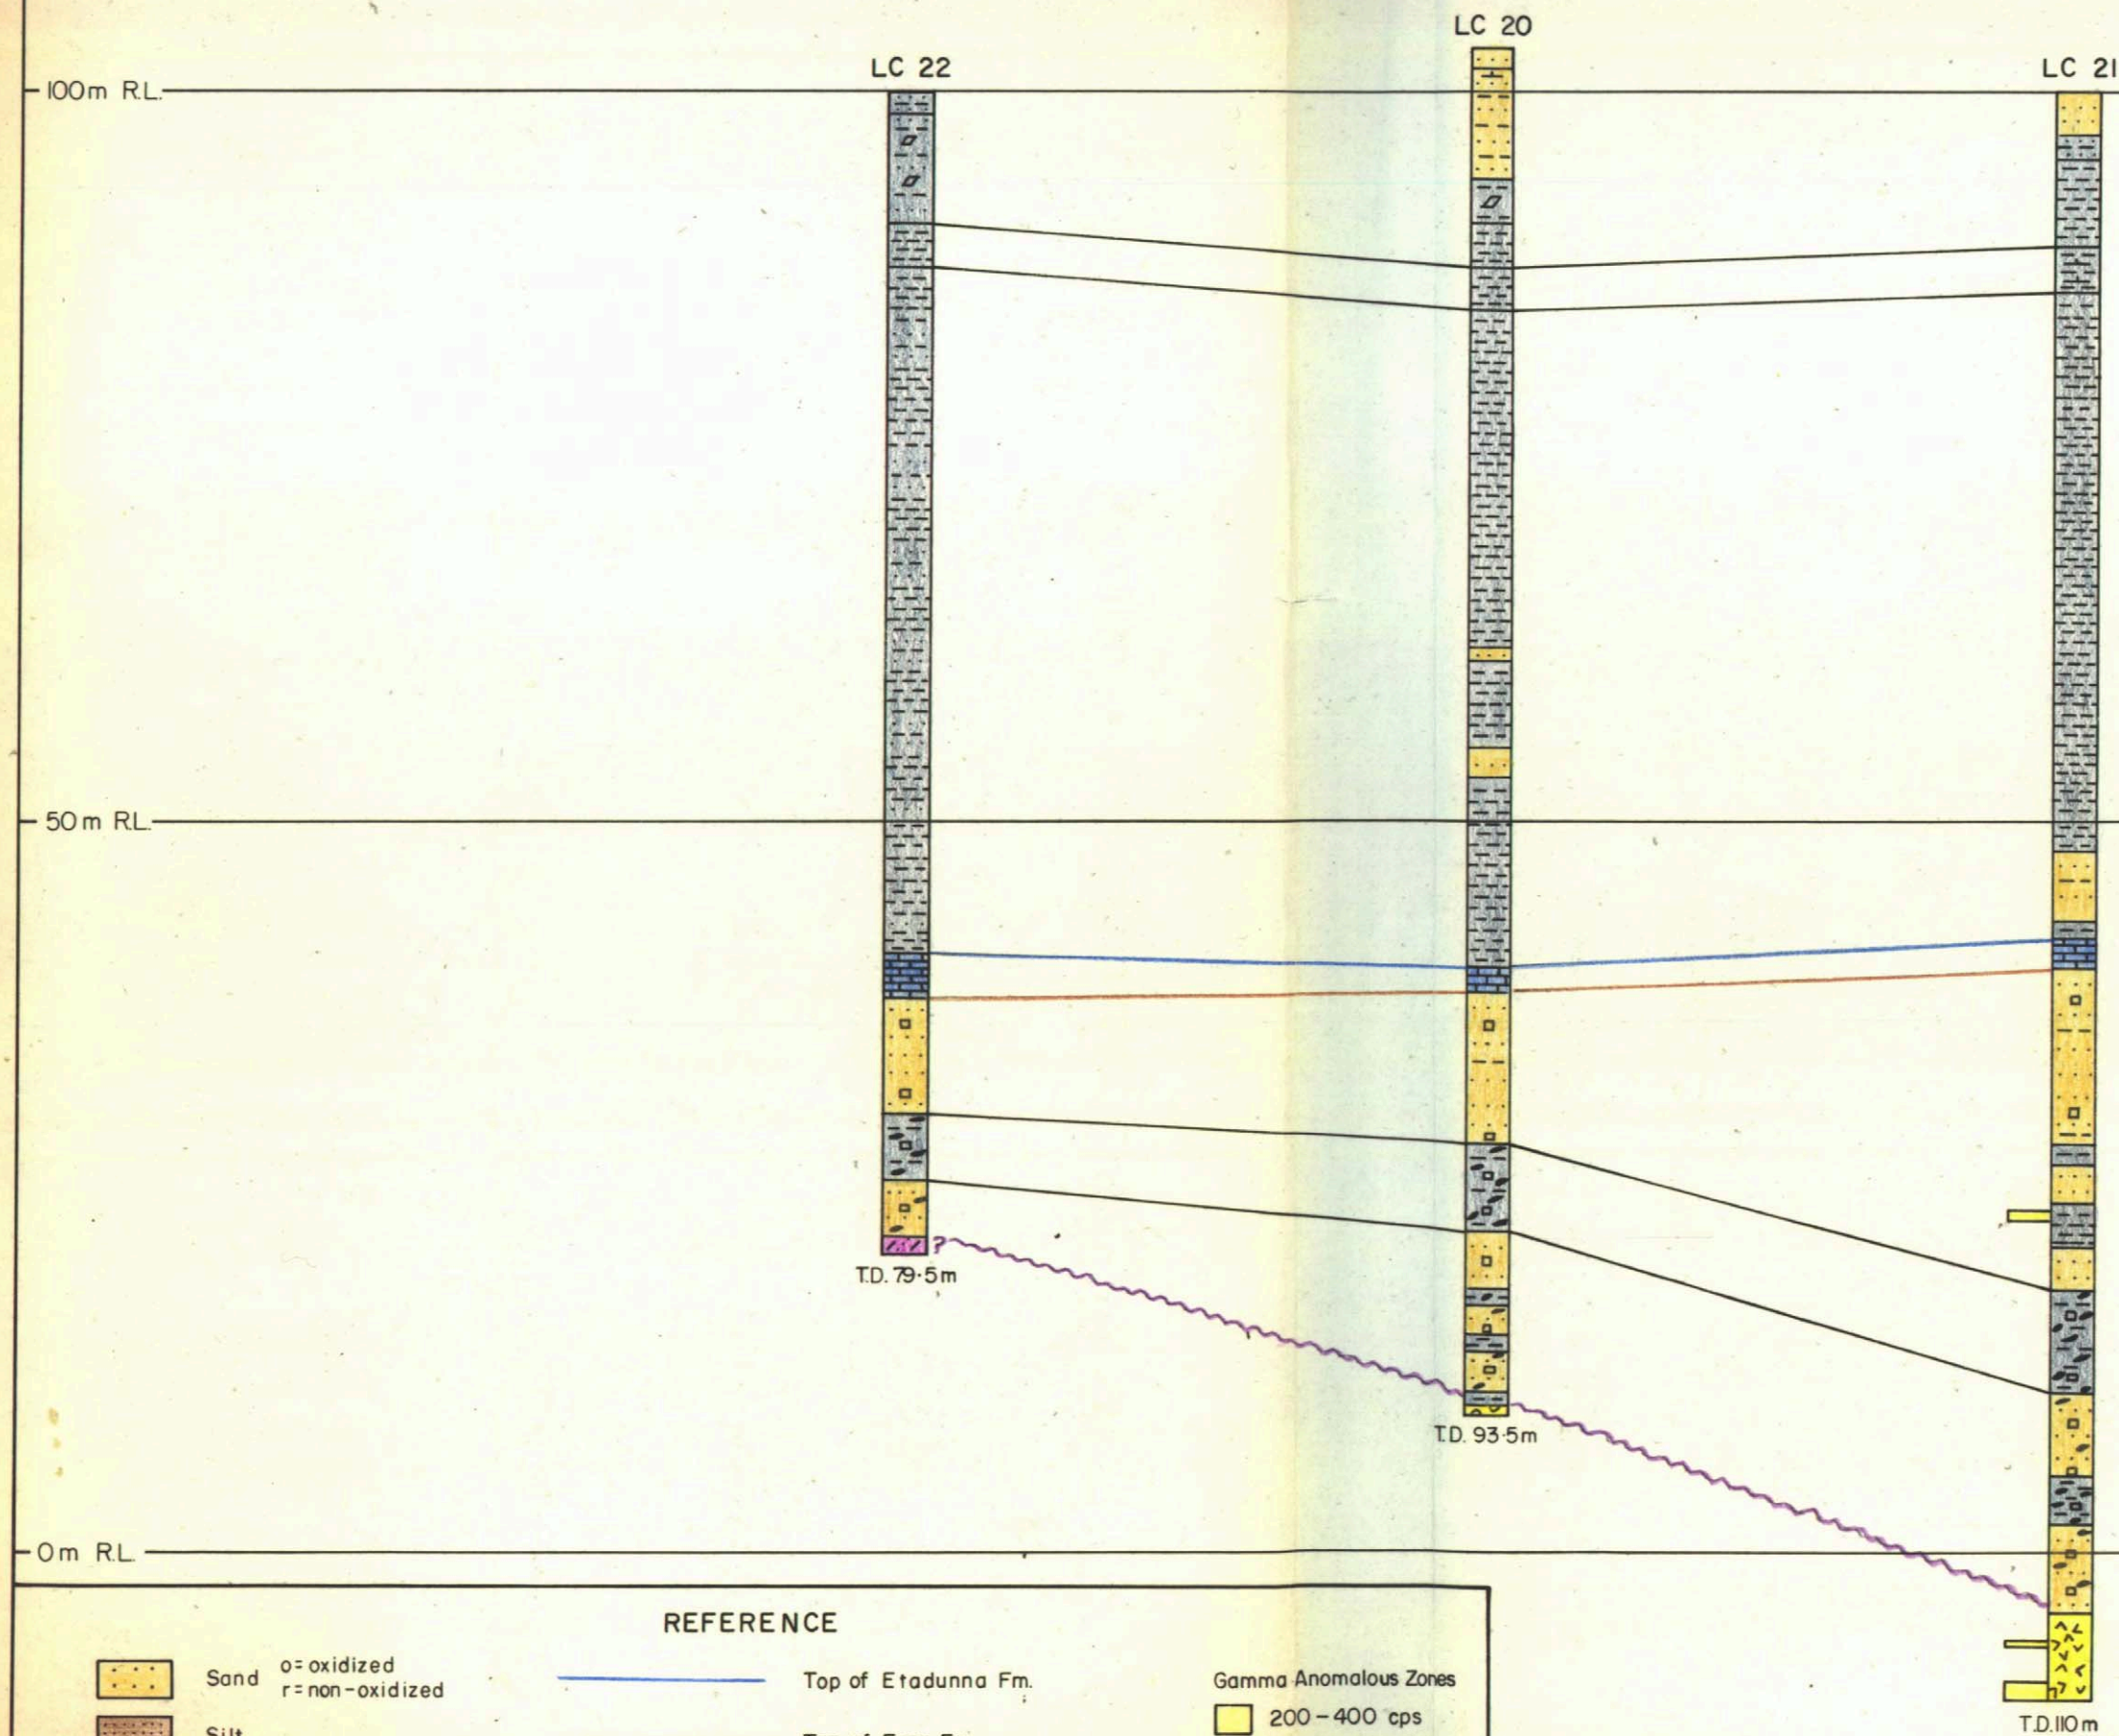 LC 20
LC 22
LC 21
100m R.L.
50m R.L.
?
T.D. 79·5m
T.D. 93·5m
0m R.L.
REFERENCE
Sand o = oxidized
r = non-oxidized
Top of Etadunna Fm.
Gamma Anomalous Zones
200-400 cps
T.D. 110m
Silt